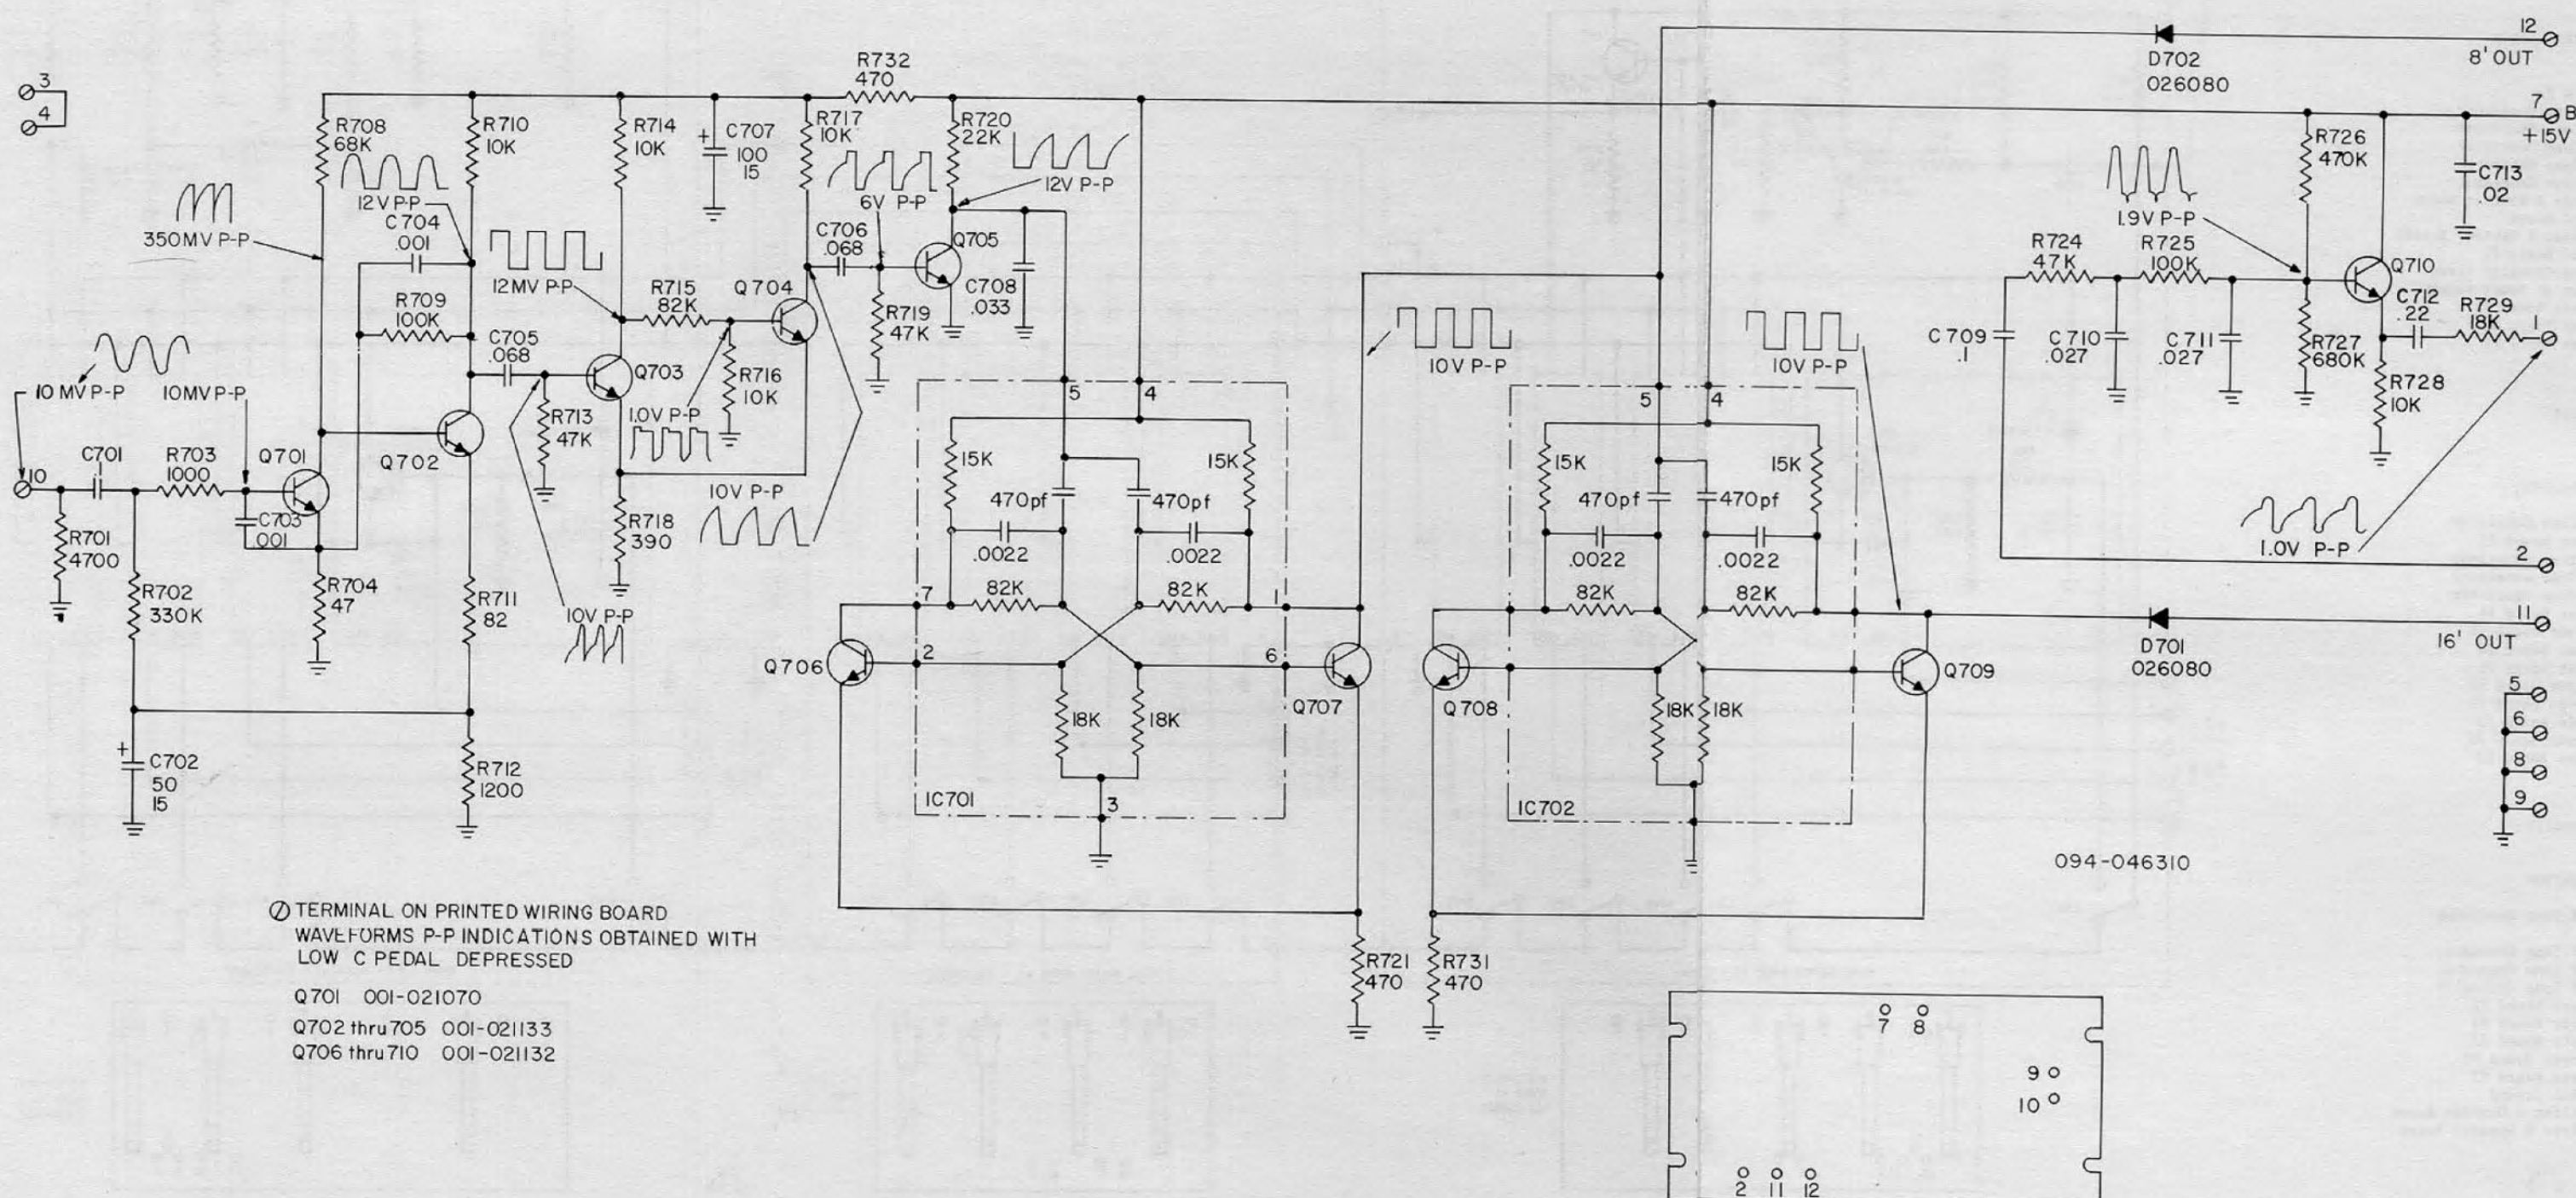 3
4
R732
470
D702
026080
12
8' OUT
7
B
+15V
R708
68K
R710
10K
R714
10K
+ C707
100
15
R717
10K
R720
22K
R726
470K
C713
.02
12V P-P
C704
.001
350MV P-P
6V P-P
12V P-P
1.9V P-P
12MV P-P
R715
82K
Q704
C706
.068
Q705
C708
.033
R719
47K
R724
47K
R725
100K
Q710
C712
.22
R729
18K
1
R709
100K
C705
.068
Q703
R716
10K
1.0V P-P
C709
.1
C710
.027
C711
.027
R727
680K
R728
10K
10 MV P-P
10MV P-P
R713
47K
10V P-P
10V P-P
5
4
5
4
10
C701
.1
R703
1000
Q701
Q702
C703
.001
R701
4700
R702
330K
R704
47
R711
82
R718
390
10V P-P
10V P-P
15K
15K
470pf
470pf
.0022
.0022
82K
82K
7
1
2
6
Q706
Q707
18K
18K
IC701
3
15K
15K
470pf
470pf
.0022
.0022
82K
82K
Q708
Q709
18K
18K
IC702
1.0V P-P
2
11
D701
026080
16' OUT
5
6
8
9
+
C702
50
15
R712
1200
094-046310
R721
470
R731
470
TERMINAL ON PRINTED WIRING BOARD
WAVEFORMS P-P INDICATIONS OBTAINED WITH
LOW C PEDAL DEPRESSED
Q701 001-021070
Q702 thru 705 001-021133
Q706 thru 710 001-021132
7 8
9
10
2 11 12